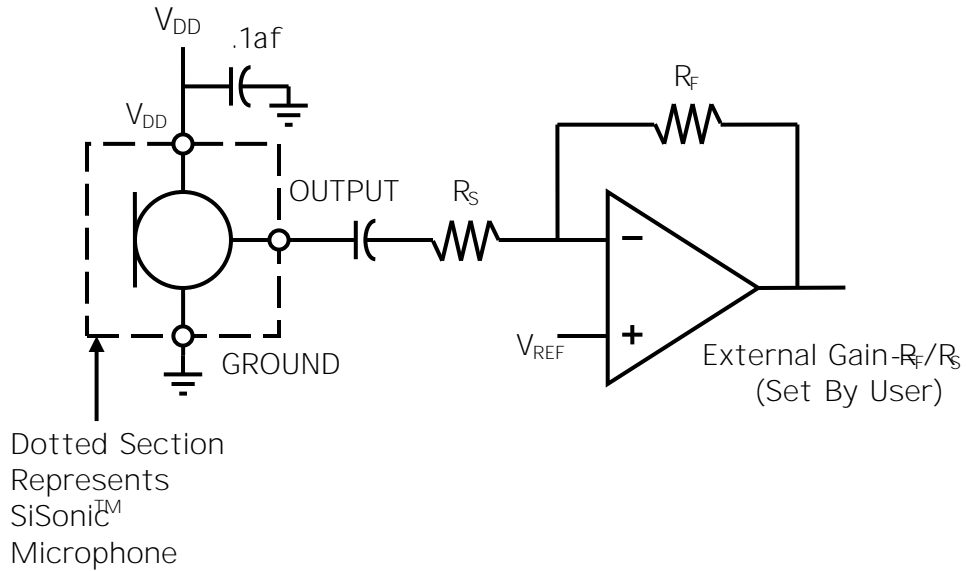 VDD
.1af
VDD
RF
OUTPUT
RS
−
+
VREF
GROUND
External Gain-RF/RS
(Set By User)
Dotted Section
Represents
SiSonic™
Microphone